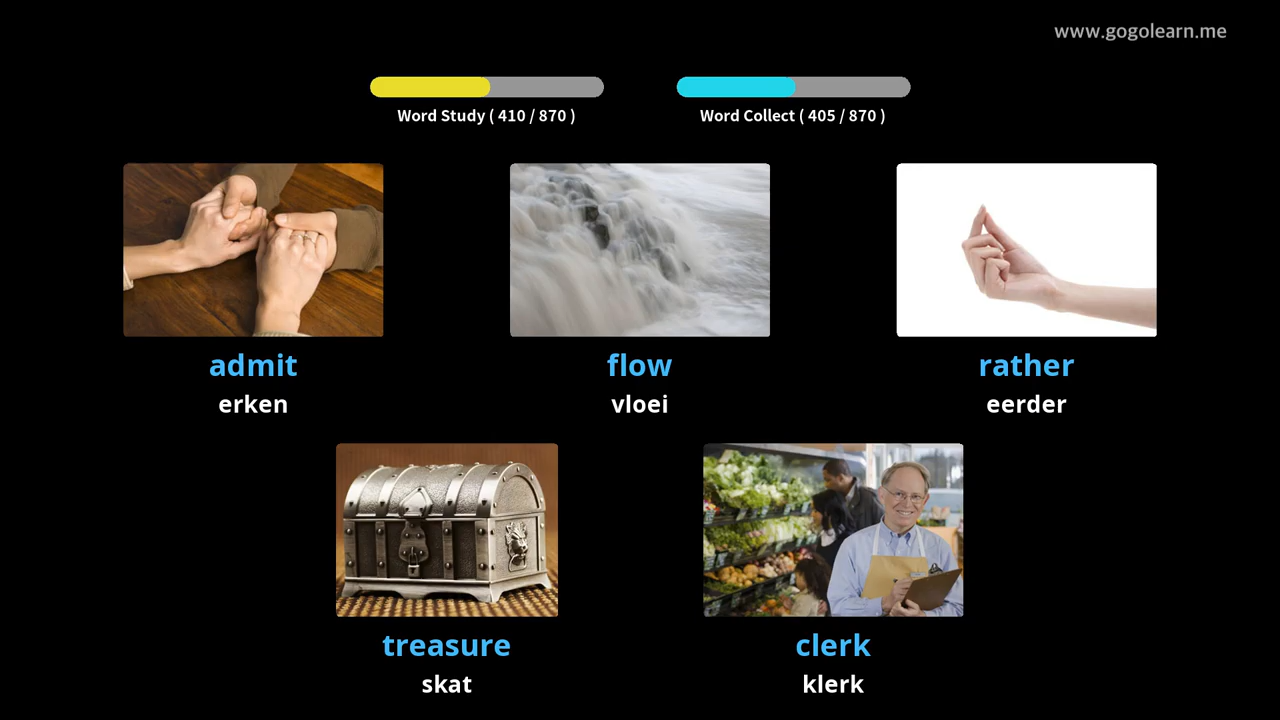 www.gogolearn.me
Word Study ( 410 / 870 )
Word Collect ( 405 / 870 )
admit
erken
flow
vloei
rather
eerder
treasure
skat
clerk
klerk